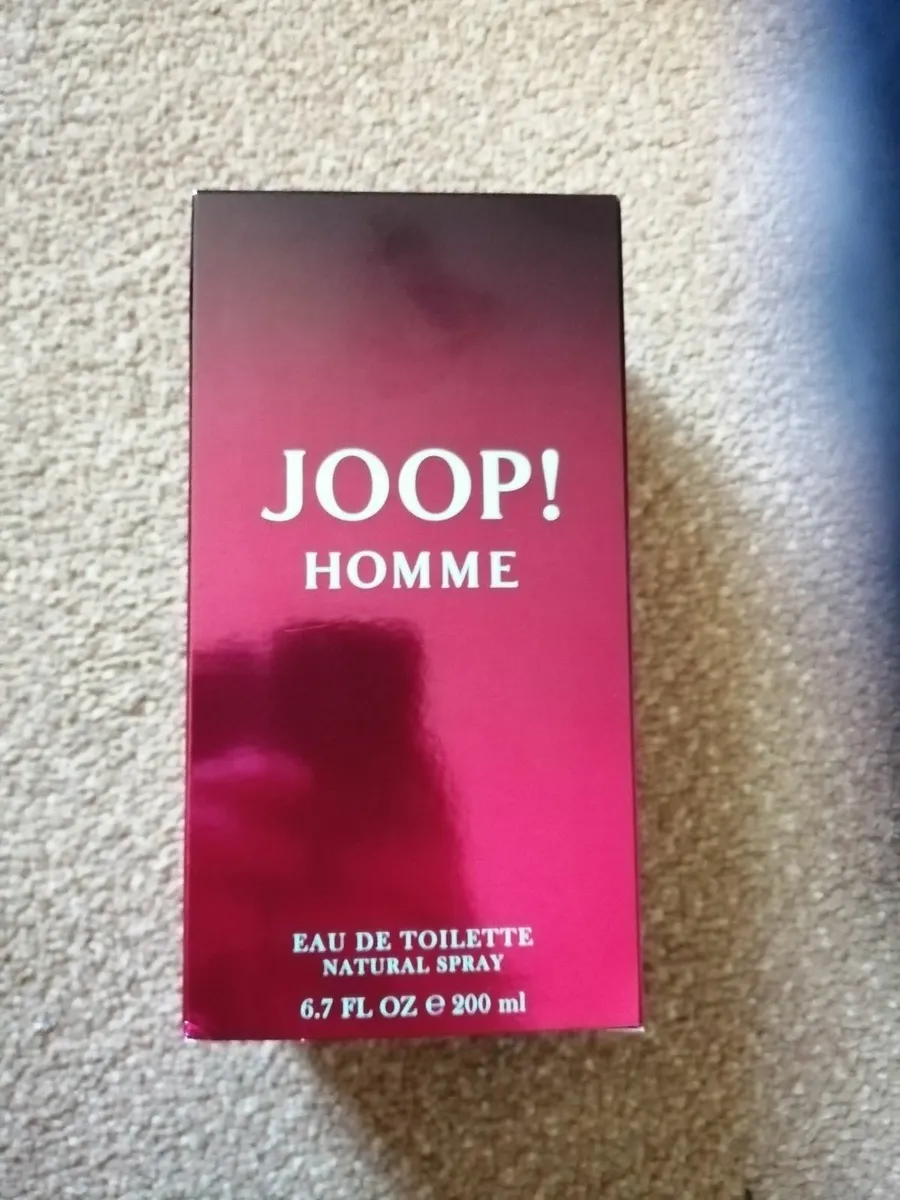 JOOP!
HOMME
EAU DE TOILETTE
NATURAL SPRAY
6.7 FL OZ ℮ 200 ml